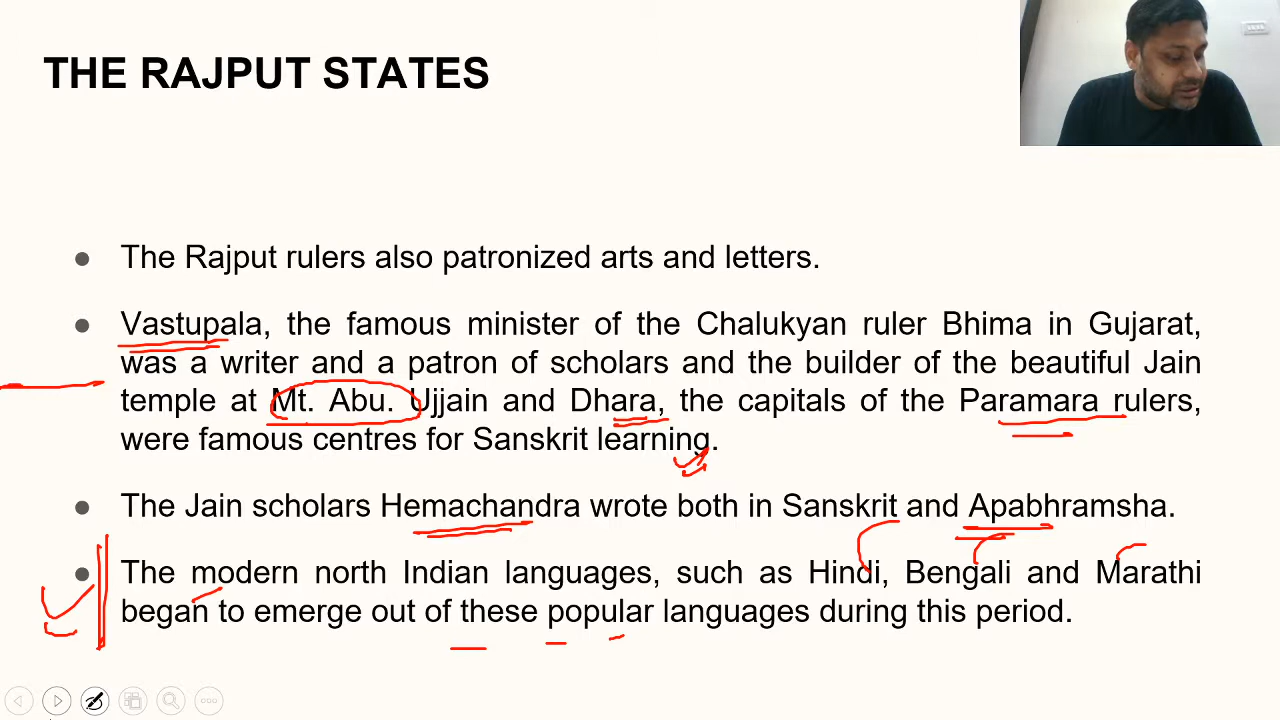 THE RAJPUT STATES
● The Rajput rulers also patronized arts and letters.
● Vastupala, the famous minister of the Chalukyan ruler Bhima in Gujarat,
was a writer and a patron of scholars and the builder of the beautiful Jain
temple at Mt. Abu. Ujjain and Dhara, the capitals of the Paramara rulers,
were famous centres for Sanskrit learning.
● The Jain scholars Hemachandra wrote both in Sanskrit and Apabhramsha.
● The modern north Indian languages, such as Hindi, Bengali and Marathi
began to emerge out of these popular languages during this period.